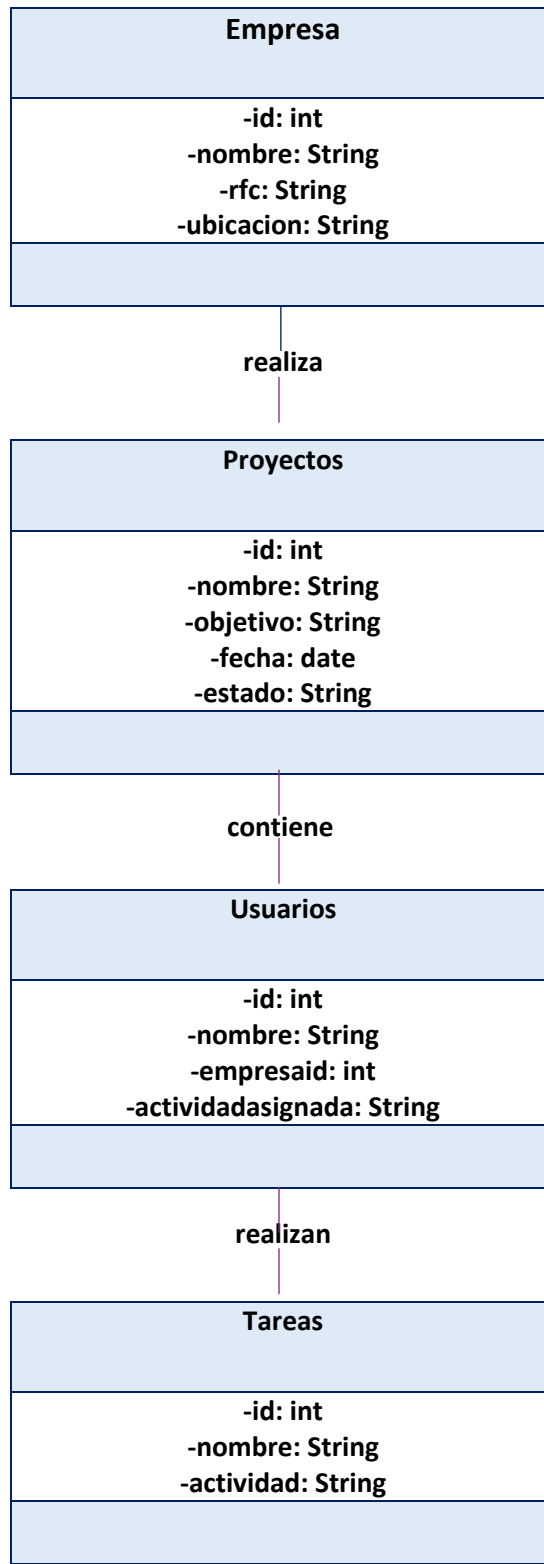 Empresa
-id: int
-nombre: String
-rfc: String
-ubicacion: String
realiza
Proyectos
-id: int
-nombre: String
-objetivo: String
-fecha: date
-estado: String
contiene
Usuarios
-id: int
-nombre: String
-empresaid: int
-actividadasignada: String
realizan
Tareas
-id: int
-nombre: String
-actividad: String